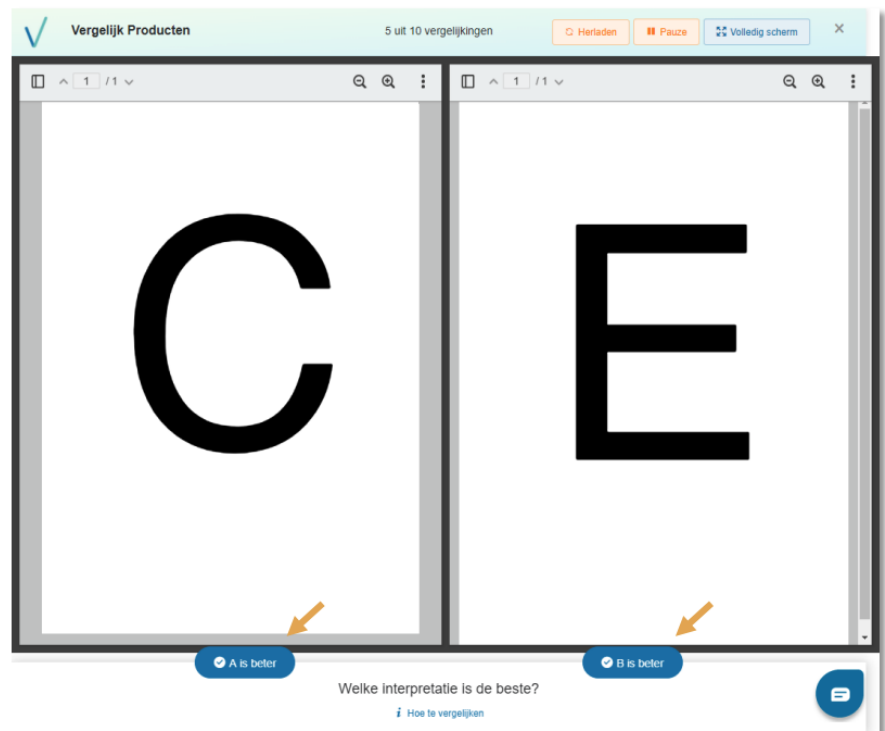 Vergelijk Producten 5 uit 10 vergelijkingen Herladen Pauze Volledig scherm
1 / 1 1 / 1
C E
A is beter B is beter
Welke interpretatie is de beste?
i Hoe te vergelijken